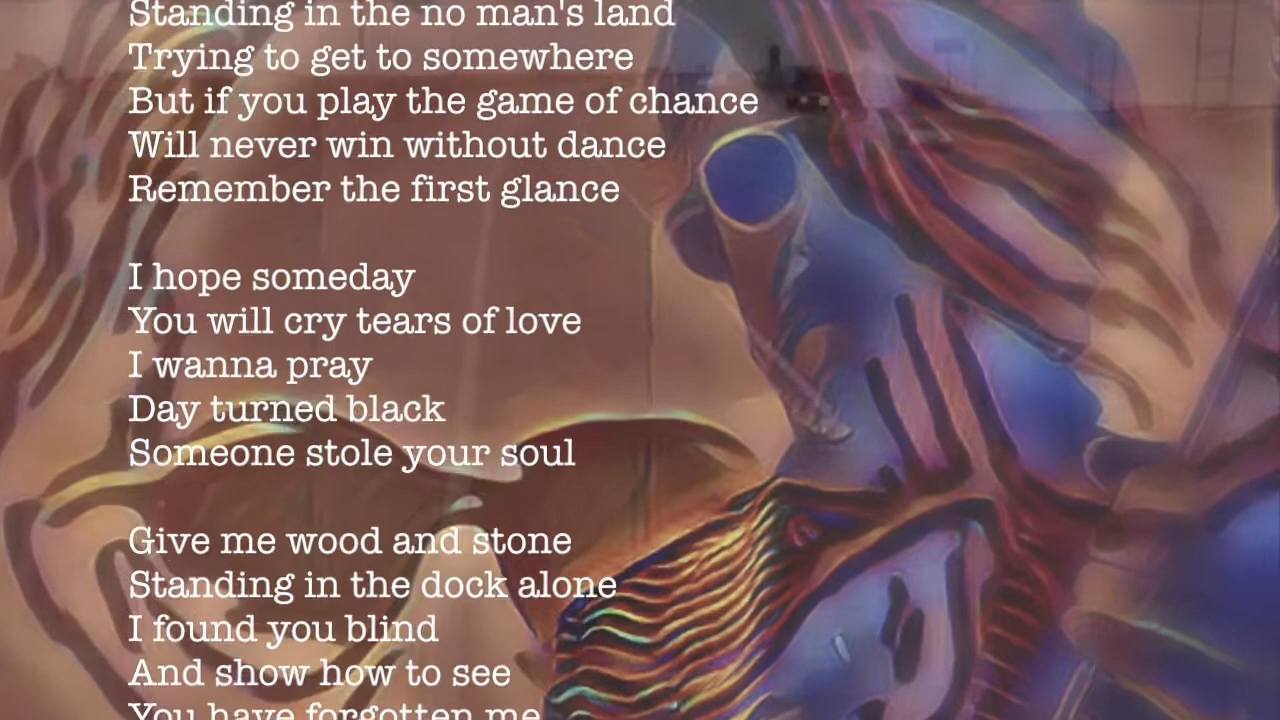 Standing in the no man's land
Trying to get to somewhere
But if you play the game of chance
Will never win without dance
Remember the first glance
I hope someday
You will cry tears of love
I wanna pray
Day turned black
Someone stole your soul
Give me wood and stone
Standing in the dock alone
I found you blind
And show how to see
You have forgotten me